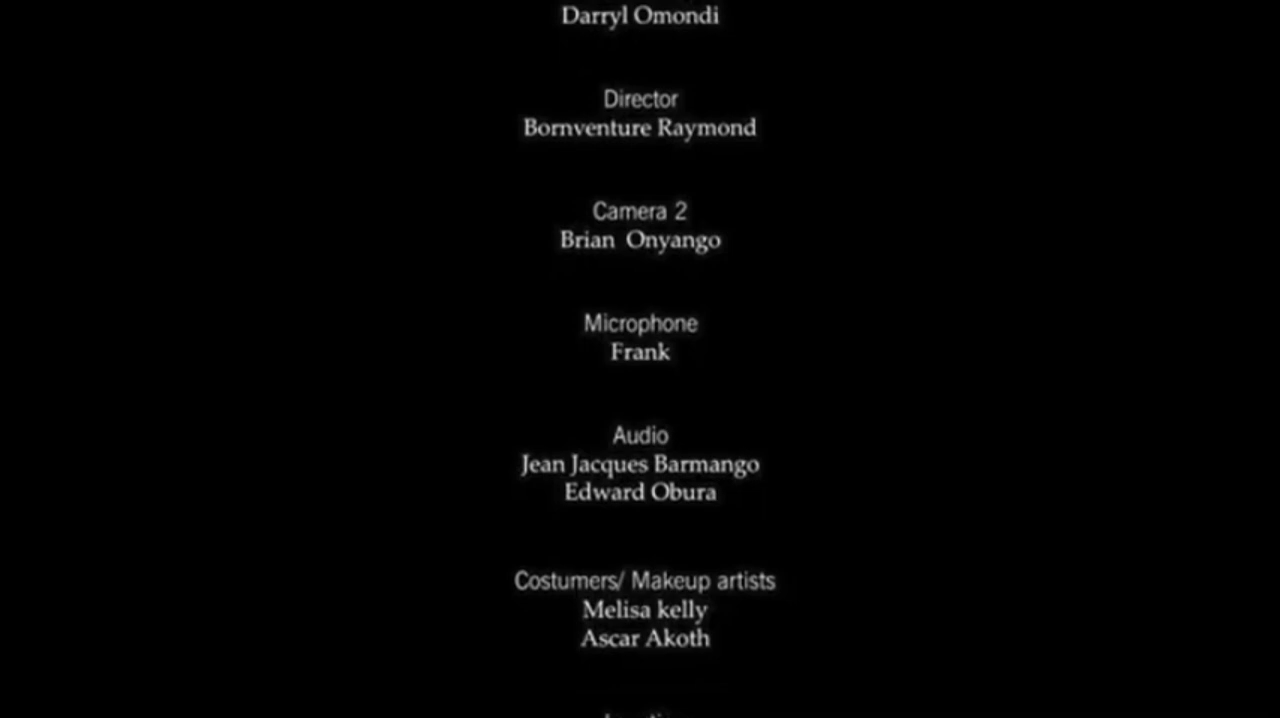 Darryl Omondi
Director
Bornventure Raymond
Camera 2
Brian Onyango
Microphone
Frank
Audio
Jean Jacques Barmango
Edward Obura
Costumers/ Makeup artists
Melisa kelly
Ascar Akoth